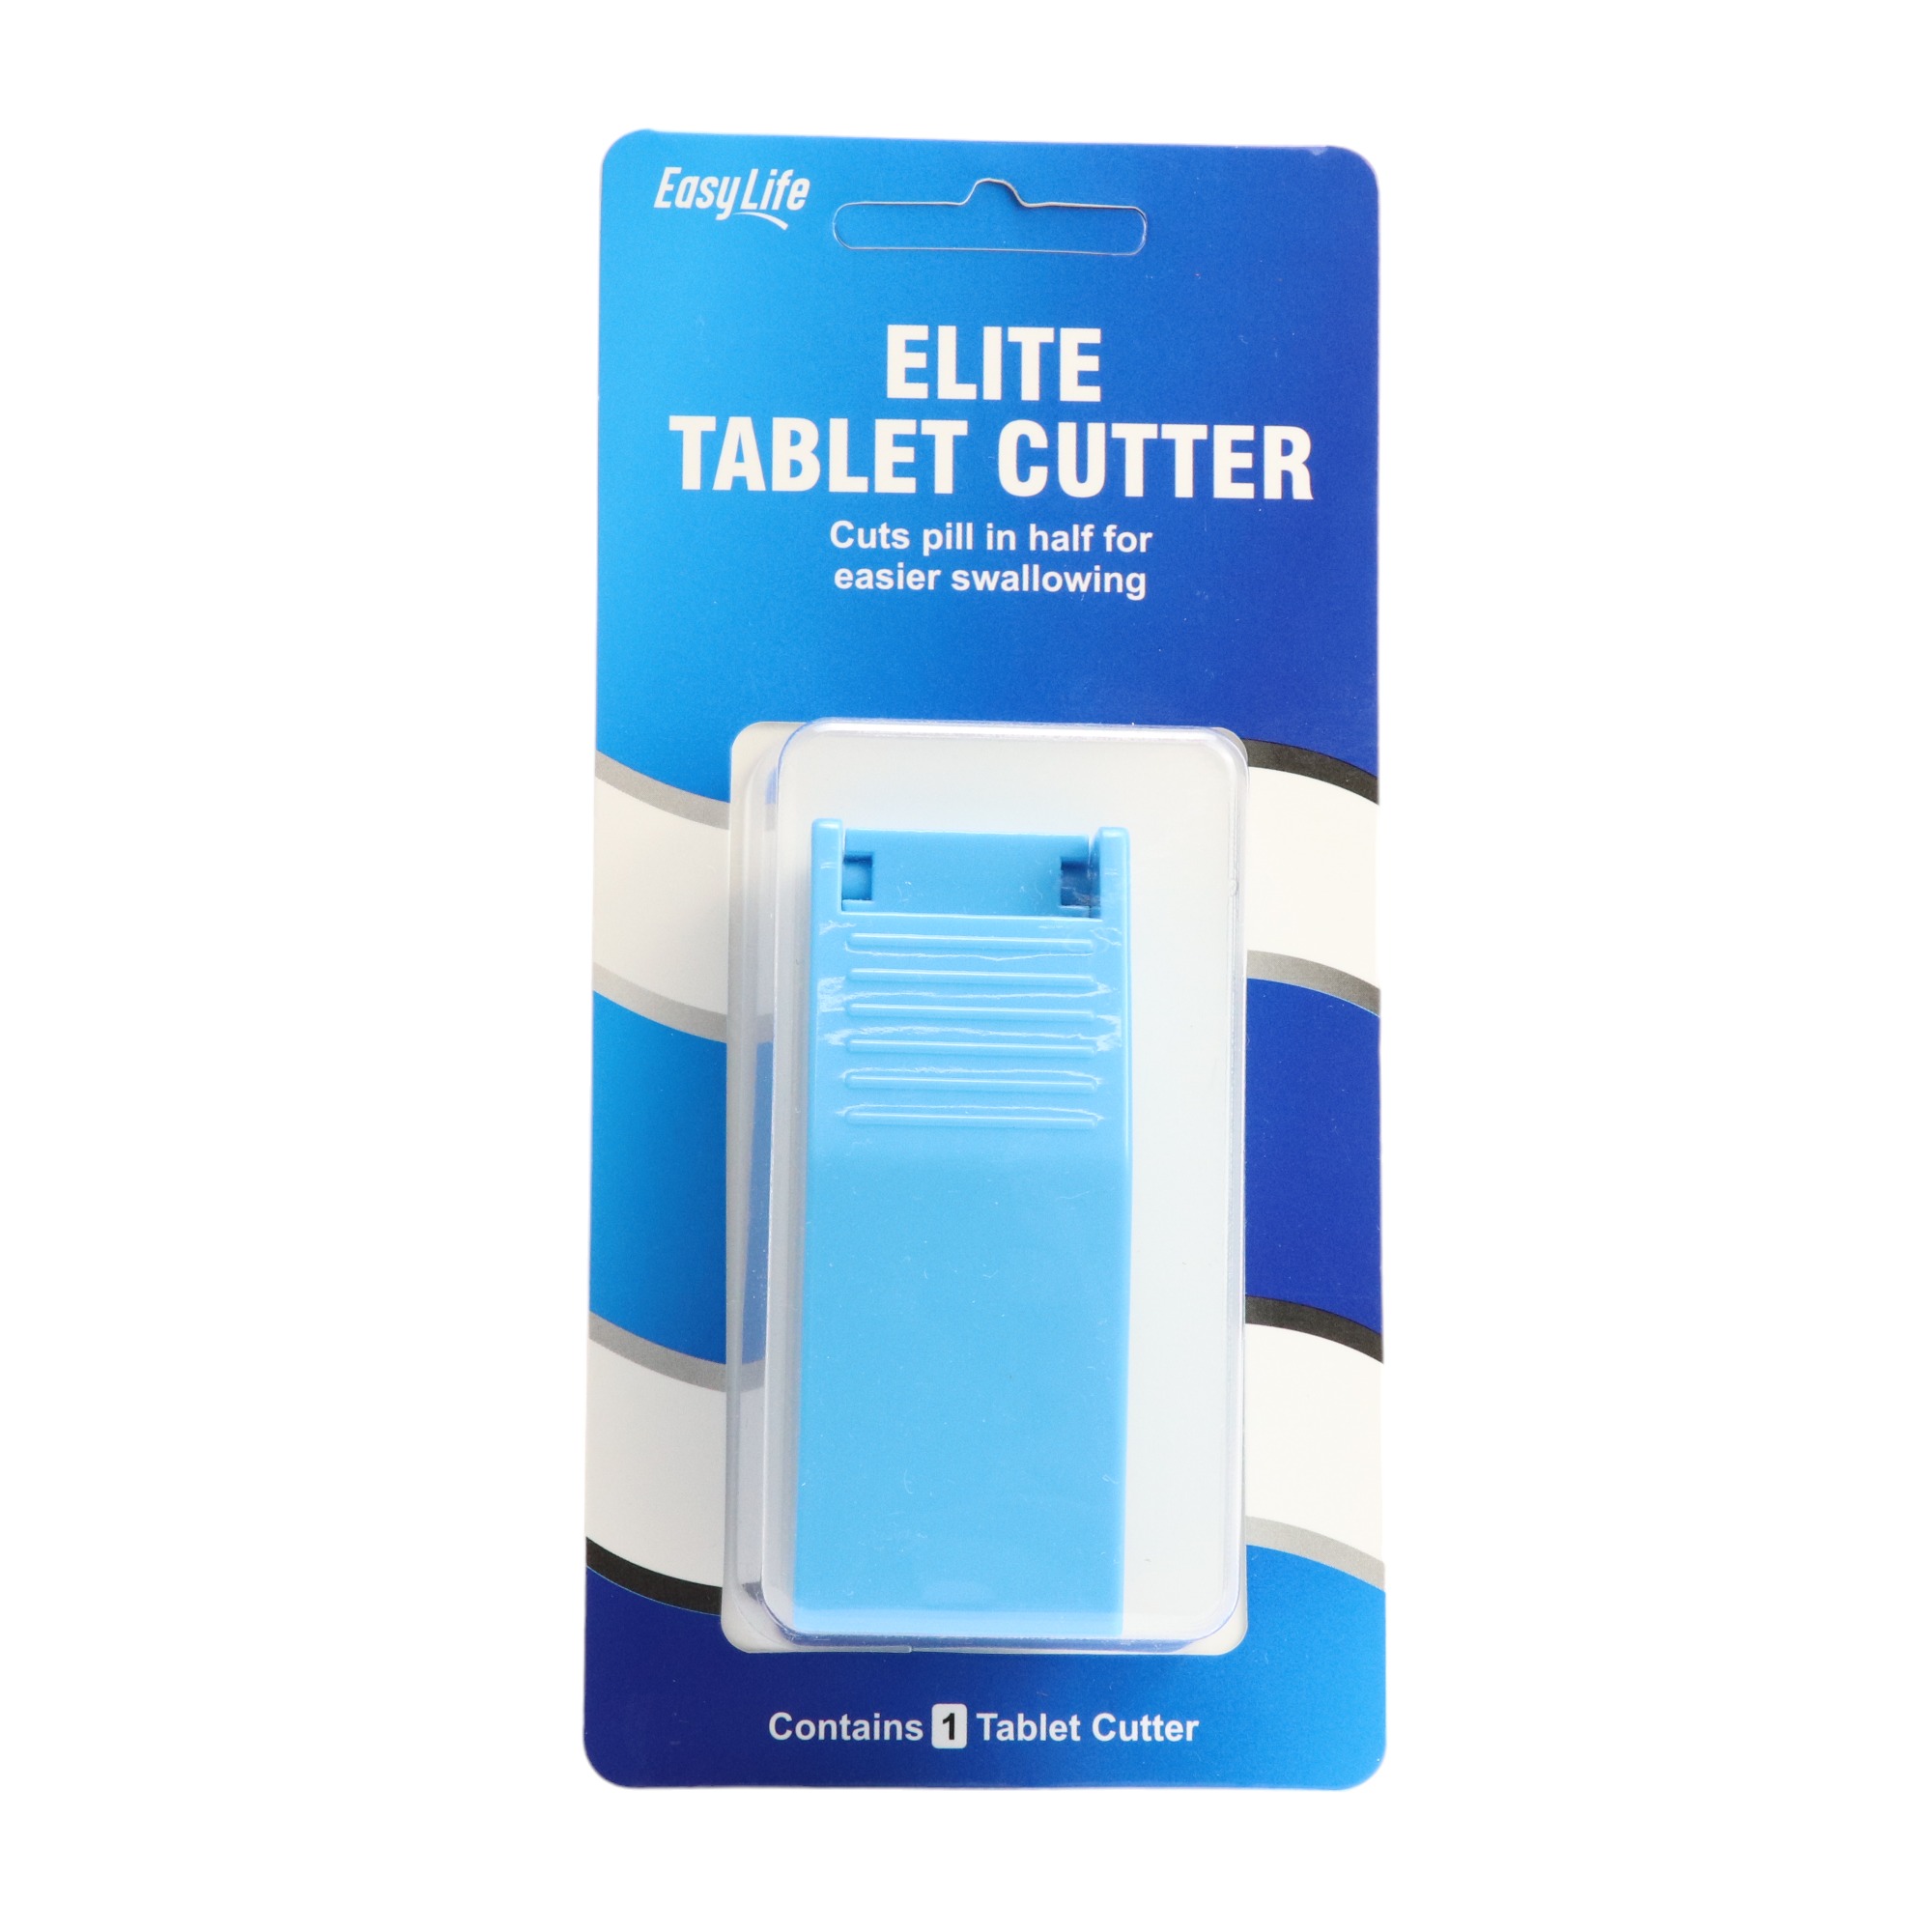 EasyLife
ELITE
TABLET CUTTER
Cuts pill in half for
easier swallowing
Contains 1 Tablet Cutter